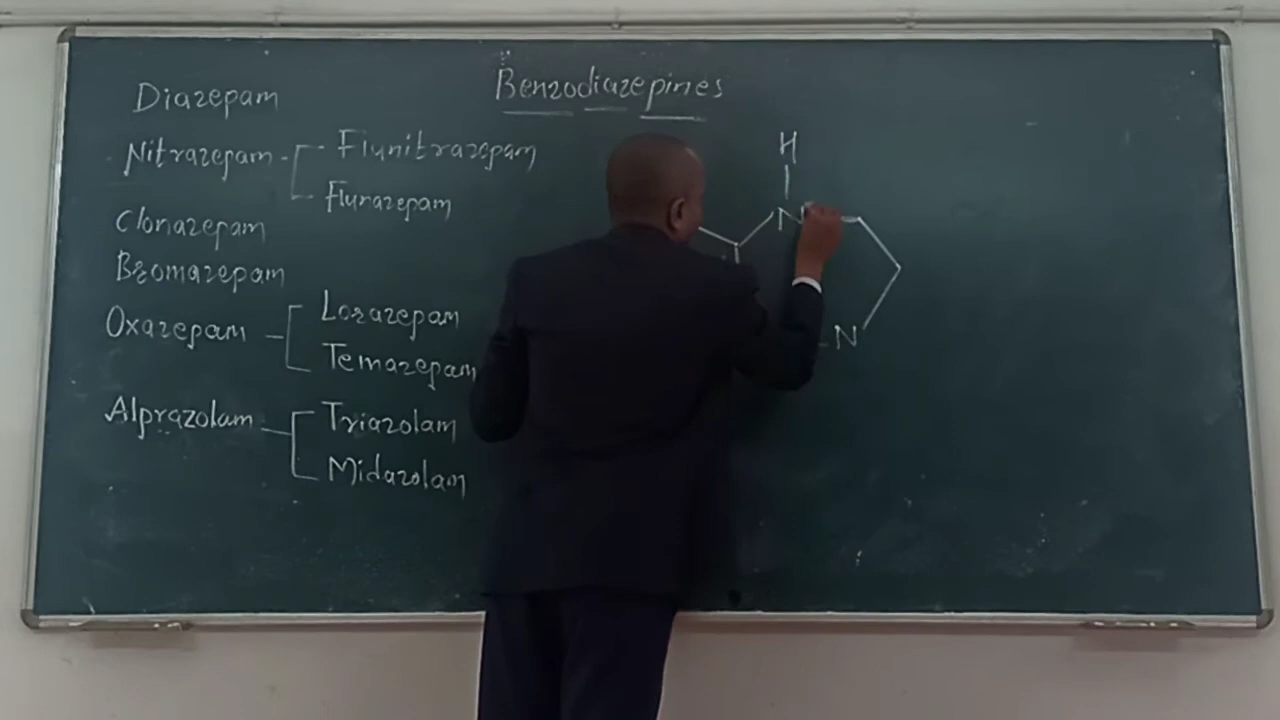 Benzodiazepines
Diazepam
Nitrazepam
Flunitrazepam
Flurazepam
Clonazepam
Bromazepam
Oxazepam
Lorazepam
Temazepam
Alprazolam
Triazolam
Midazolam
H
N
N